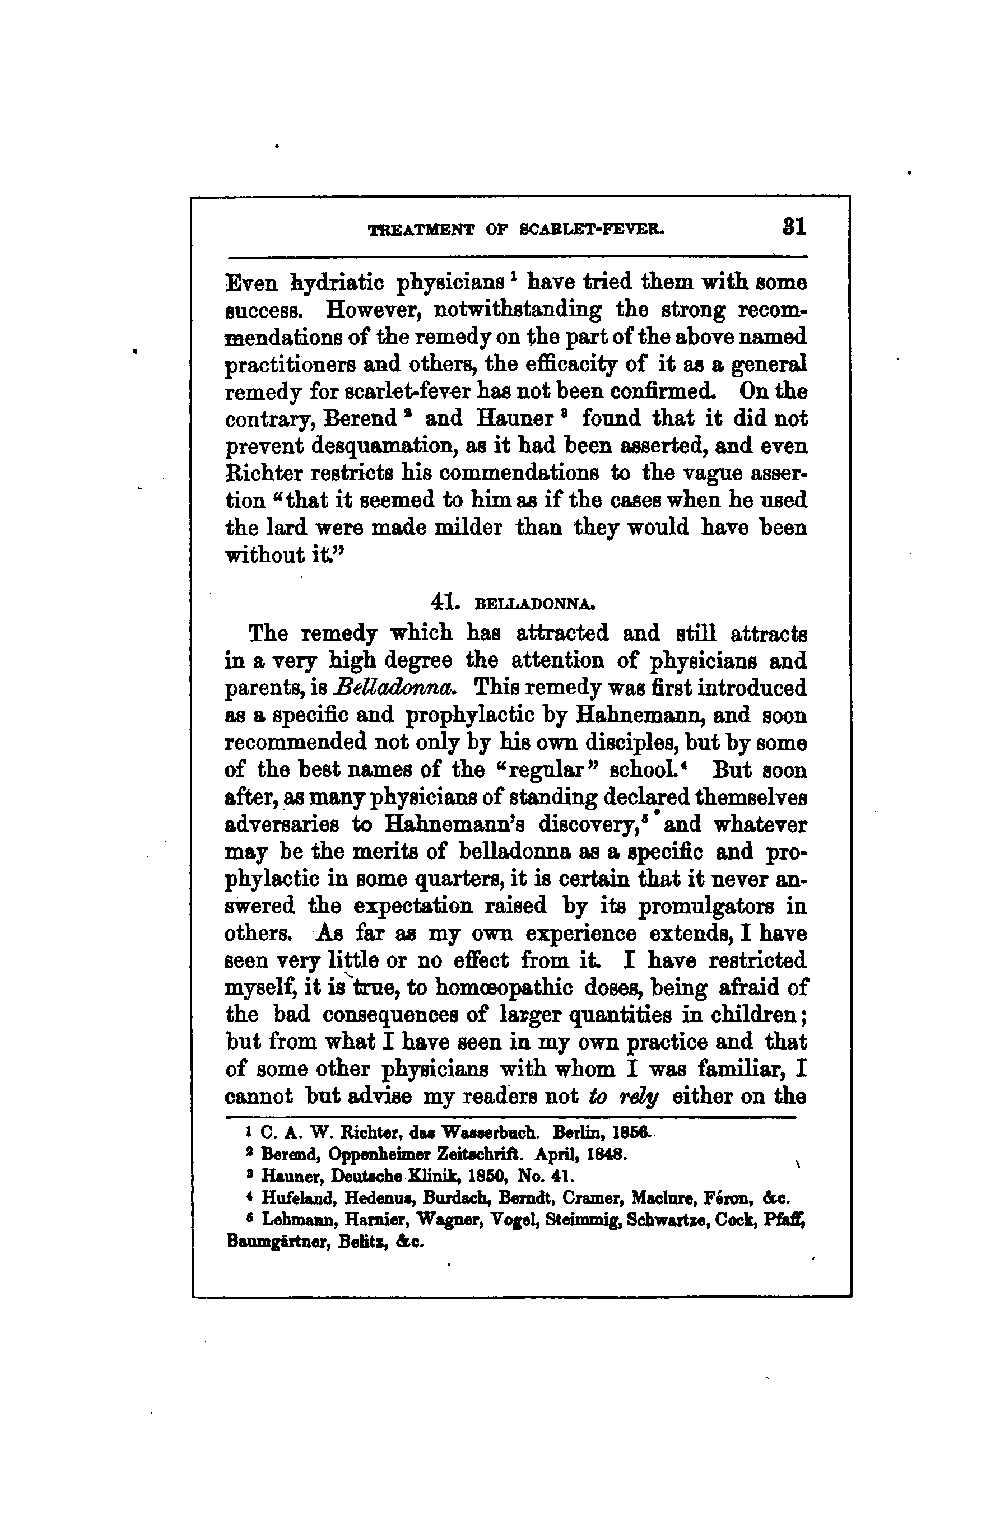 TREATMENT OF SCARLET-FEVER. 31
Even hydriatic physicians ¹ have tried them with some
success. However, notwithstanding the strong recom-
mendations of the remedy on the part of the above named
practitioners and others, the efficacity of it as a general
remedy for scarlet-fever has not been confirmed. On the
contrary, Berend ² and Hauner ³ found that it did not
prevent desquamation, as it had been asserted, and even
Richter restricts his commendations to the vague asser-
tion “that it seemed to him as if the cases when he used
the lard were made milder than they would have been
without it.”
41. BELLADONNA.
The remedy which has attracted and still attracts
in a very high degree the attention of physicians and
parents, is Belladonna. This remedy was first introduced
as a specific and prophylactic by Hahnemann, and soon
recommended not only by his own disciples, but by some
of the best names of the “regular” school.⁴ But soon
after, as many physicians of standing declared themselves
adversaries to Hahnemann's discovery,⁵ and whatever
may be the merits of belladonna as a specific and pro-
phylactic in some quarters, it is certain that it never an-
swered the expectation raised by its promulgators in
others. As far as my own experience extends, I have
seen very little or no effect from it. I have restricted
myself, it is true, to homœopathic doses, being afraid of
the bad consequences of larger quantities in children;
but from what I have seen in my own practice and that
of some other physicians with whom I was familiar, I
cannot but advise my readers not to rely either on the
¹ C. A. W. Richter, das Wasserbuch. Berlin, 1856.
² Berend, Oppenheimer Zeitschrift. April, 1848.
³ Hauner, Deutsche Klinik, 1850, No. 41.
⁴ Hufeland, Hedenus, Burdach, Berndt, Cramer, Maclure, Féron, &c.
⁵ Lehmann, Harnier, Wagner, Vogel, Steimmig, Schwartze, Cock, Pfaff,
Baumgärtner, Belitz, &c.